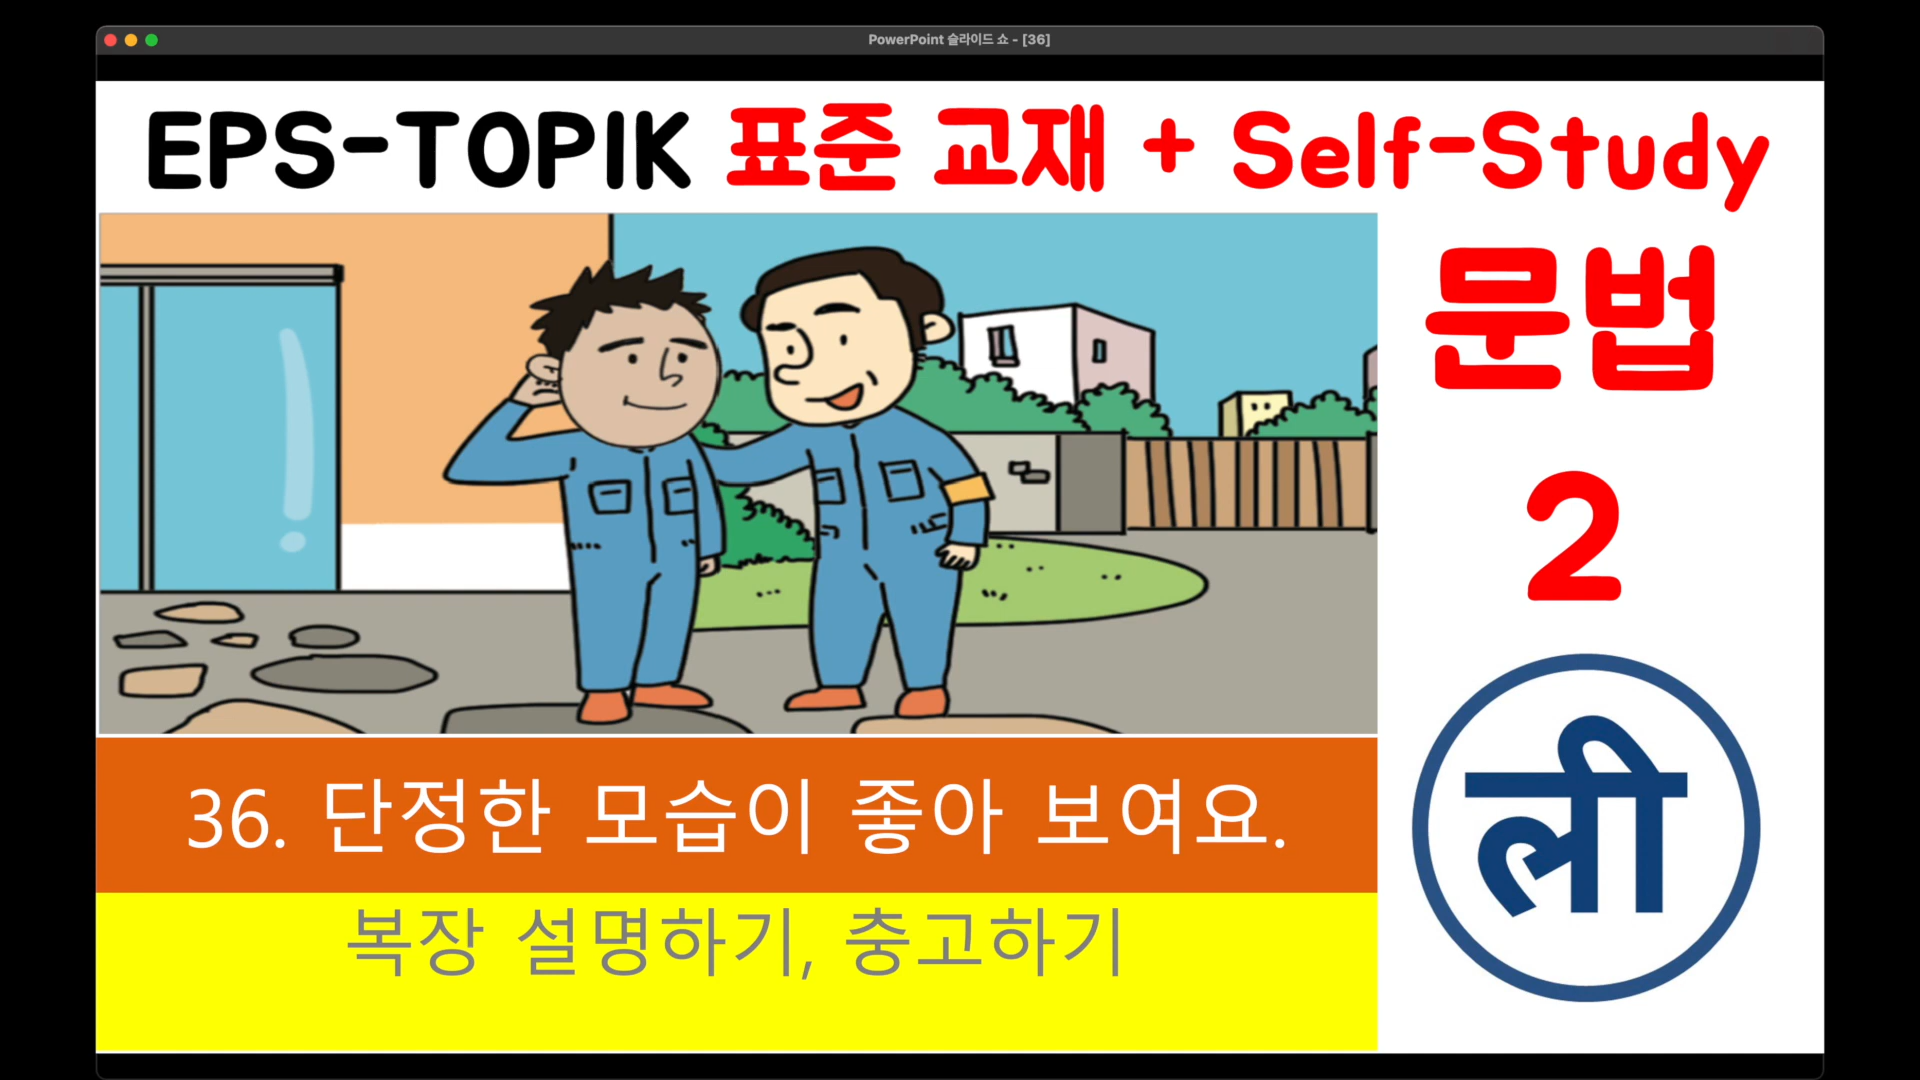 PowerPoint 슬라이드 쇼 - [36]
EPS-TOPIK 표준 교재 + Self-Study
문법
2
ली
36. 단정한 모습이 좋아 보여요.
복장 설명하기, 충고하기